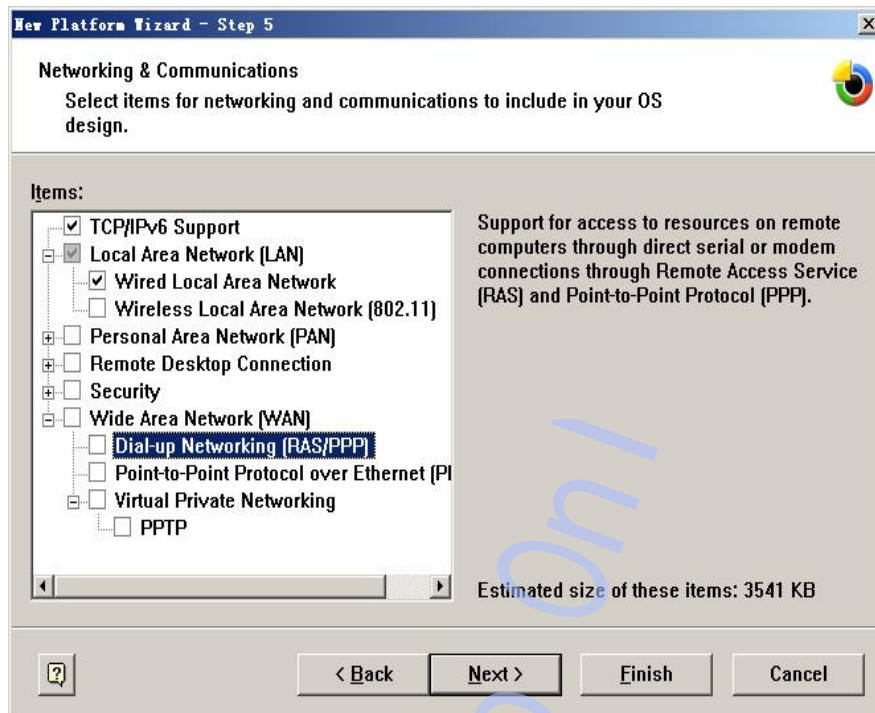 New Platform Wizard - Step 5
Networking & Communications
Select items for networking and communications to include in your OS
design.
Items:
TCP/IPv6 Support
Local Area Network (LAN)
Wired Local Area Network
Wireless Local Area Network (802.11)
Personal Area Network (PAN)
Remote Desktop Connection
Security
Wide Area Network (WAN)
Dial-up Networking (RAS/PPP)
Point-to-Point Protocol over Ethernet (PI
Virtual Private Networking
PPTP
Support for access to resources on remote
computers through direct serial or modem
connections through Remote Access Service
(RAS) and Point-to-Point Protocol (PPP).
Estimated size of these items: 3541 KB
< Back
Next >
Finish
Cancel